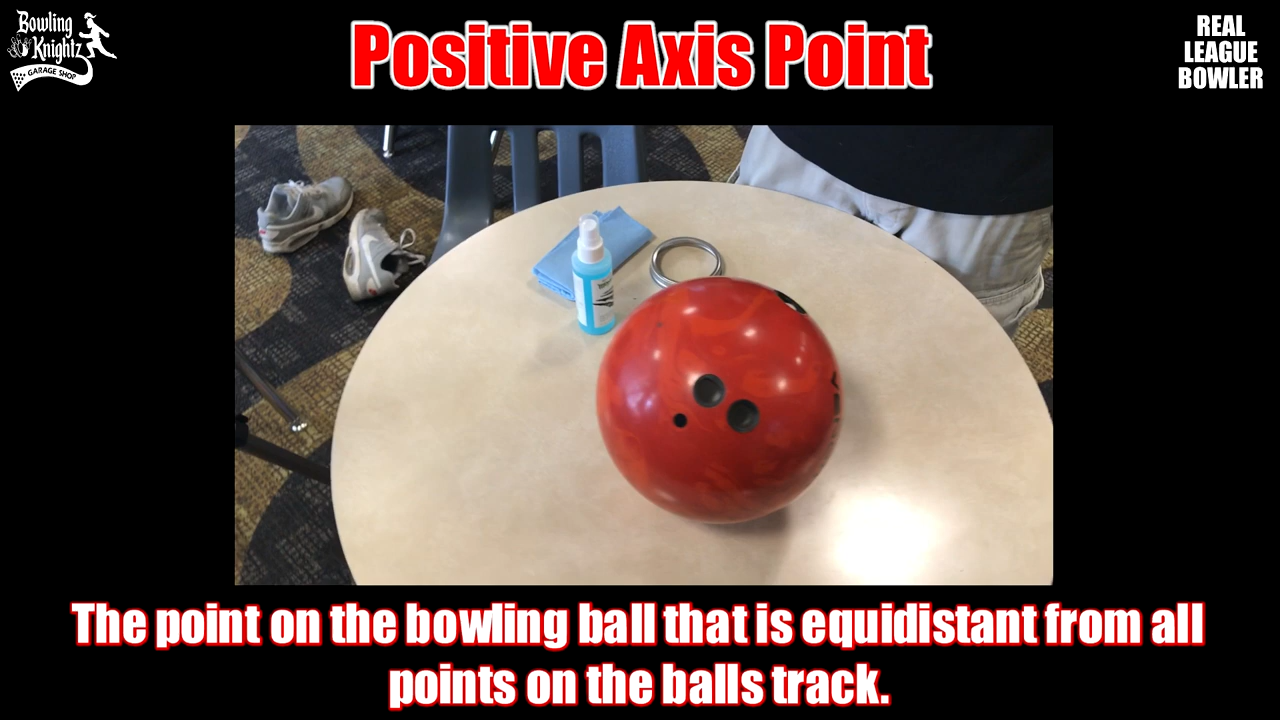 Bowling
Knightz
GARAGE SHOP
Positive Axis Point
REAL
LEAGUE
BOWLER
The point on the bowling ball that is equidistant from all
points on the balls track.